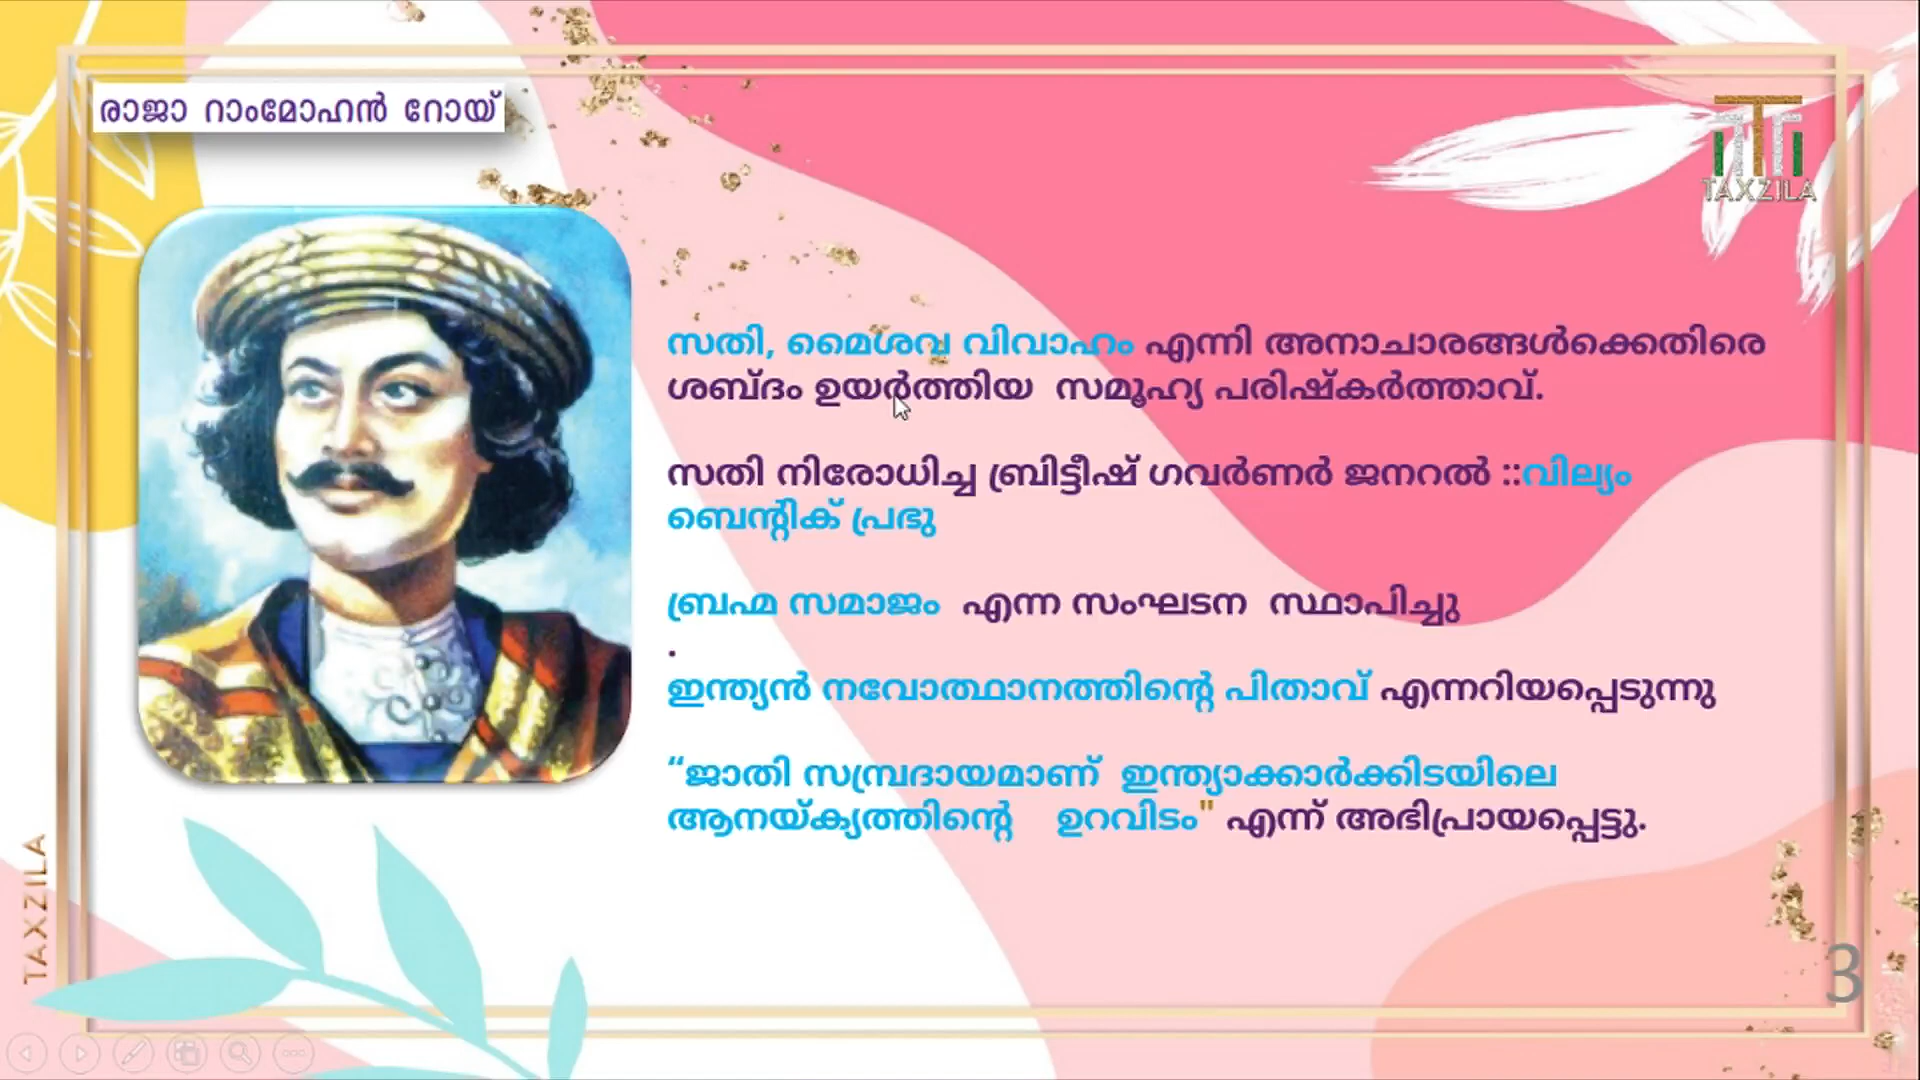 രാജാ റാംമോഹൻ റോയ്
TAXZILA
സതി, മൈശവ വിവാഹം എന്നി അനാചാരങ്ങൾക്കെതിരെ
ശബ്ദം ഉയർത്തിയ സമൂഹ്യ പരിഷ്കർത്താവ്.
സതി നിരോധിച്ച ബ്രിട്ടീഷ് ഗവർണർ ജനറൽ ::വില്യം
ബെന്റിക് പ്രഭു
ബ്രഹ്മ സമാജം എന്ന സംഘടന സ്ഥാപിച്ചു
.
ഇന്ത്യൻ നവോത്ഥാനത്തിന്റെ പിതാവ് എന്നറിയപ്പെടുന്നു
“ജാതി സമ്പ്രദായമാണ് ഇന്ത്യാക്കാർക്കിടയിലെ
ആനയ്ക്യത്തിന്റെ ഉറവിടം" എന്ന് അഭിപ്രായപ്പെട്ടു.
TAXZILA
3